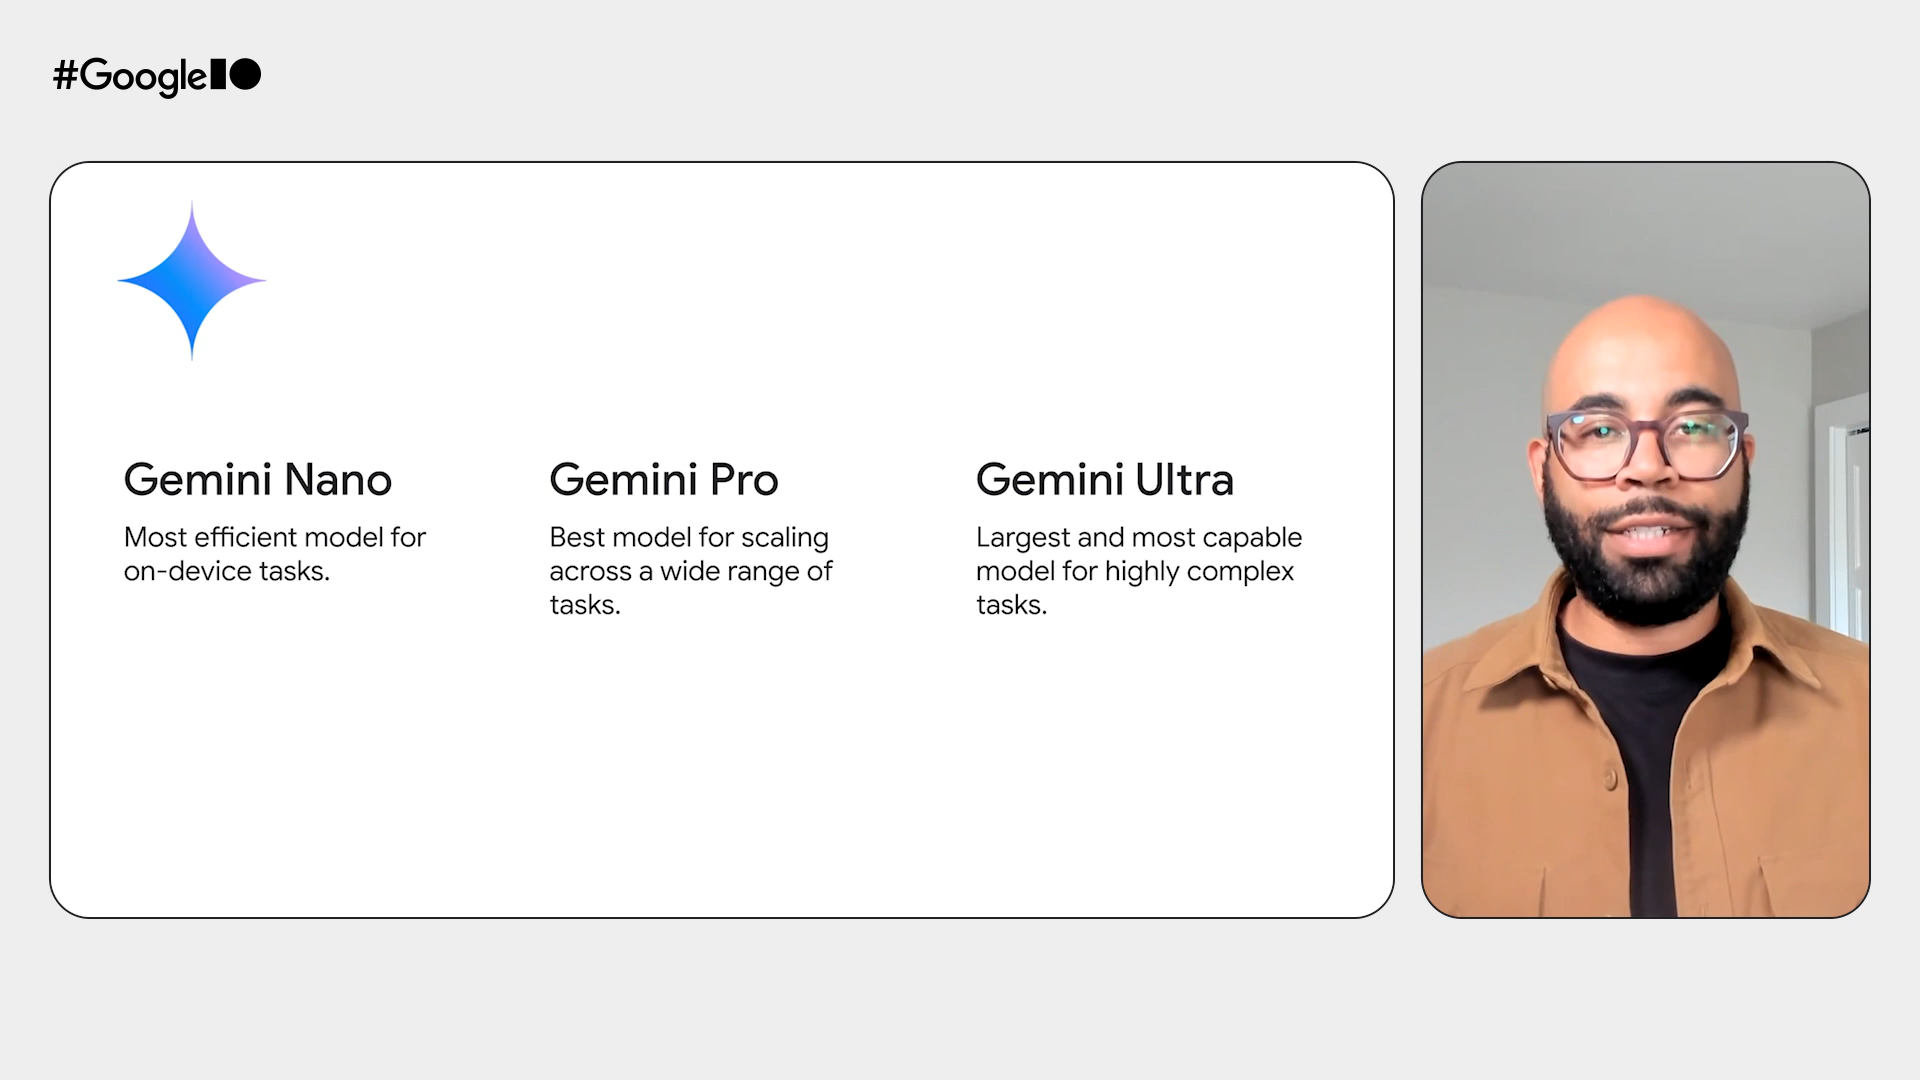 #GoogleIO
Gemini Nano
Most efficient model for
on-device tasks.
Gemini Pro
Best model for scaling
across a wide range of
tasks.
Gemini Ultra
Largest and most capable
model for highly complex
tasks.